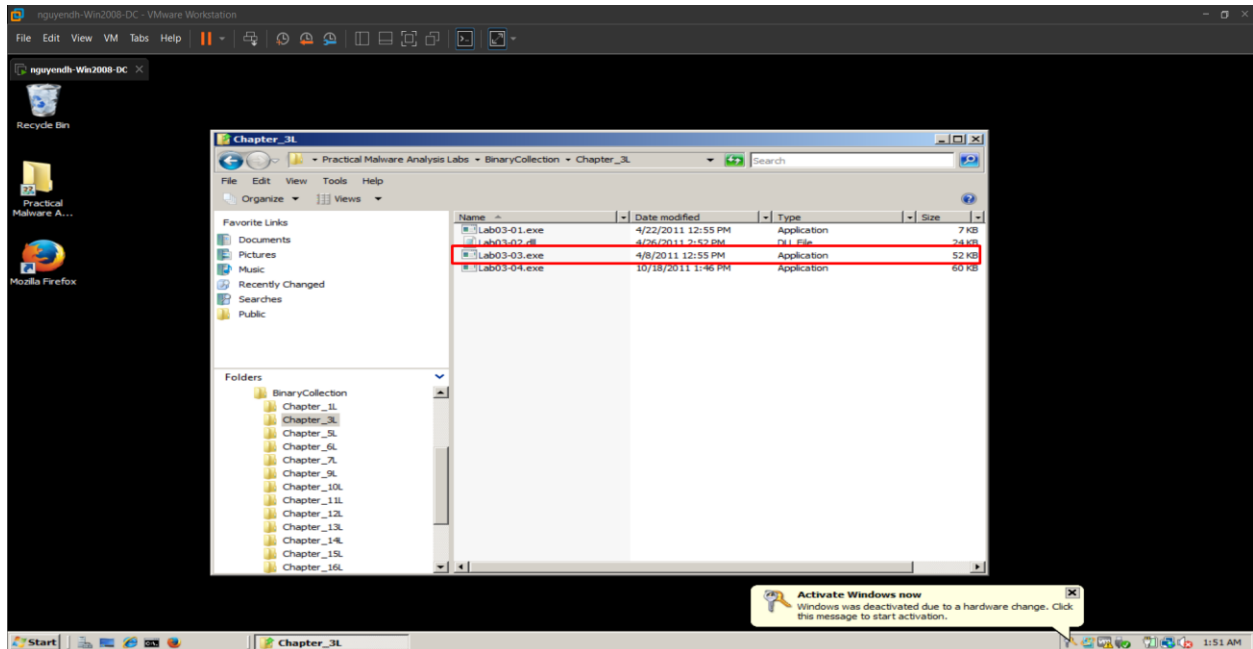 nguyendh-Win2008-DC - VMware Workstation
File Edit View VM Tabs Help
nguyendh-Win2008-DC
Recycle Bin
Practical
Malware A...
Mozilla Firefox
Chapter_3L
Practical Malware Analysis Labs BinaryCollection Chapter_3L Search
File Edit View Tools Help
Organize Views
Favorite Links
Documents
Pictures
Music
Recently Changed
Searches
Public
Folders
BinaryCollection
Chapter_1L
Chapter_3L
Chapter_5L
Chapter_6L
Chapter_7L
Chapter_9L
Chapter_10L
Chapter_11L
Chapter_12L
Chapter_13L
Chapter_14L
Chapter_15L
Chapter_16L
Name Date modified Type Size
Lab03-01.exe 4/22/2011 12:55 PM Application 7 KB
Lab03-02.dll 4/26/2011 2:52 PM DLL File 24 KB
Lab03-03.exe 4/8/2011 12:55 PM Application 52 KB
Lab03-04.exe 10/18/2011 1:46 PM Application 60 KB
Activate Windows now
Windows was deactivated due to a hardware change. Click
this message to start activation.
Start Chapter_3L 1:51 AM